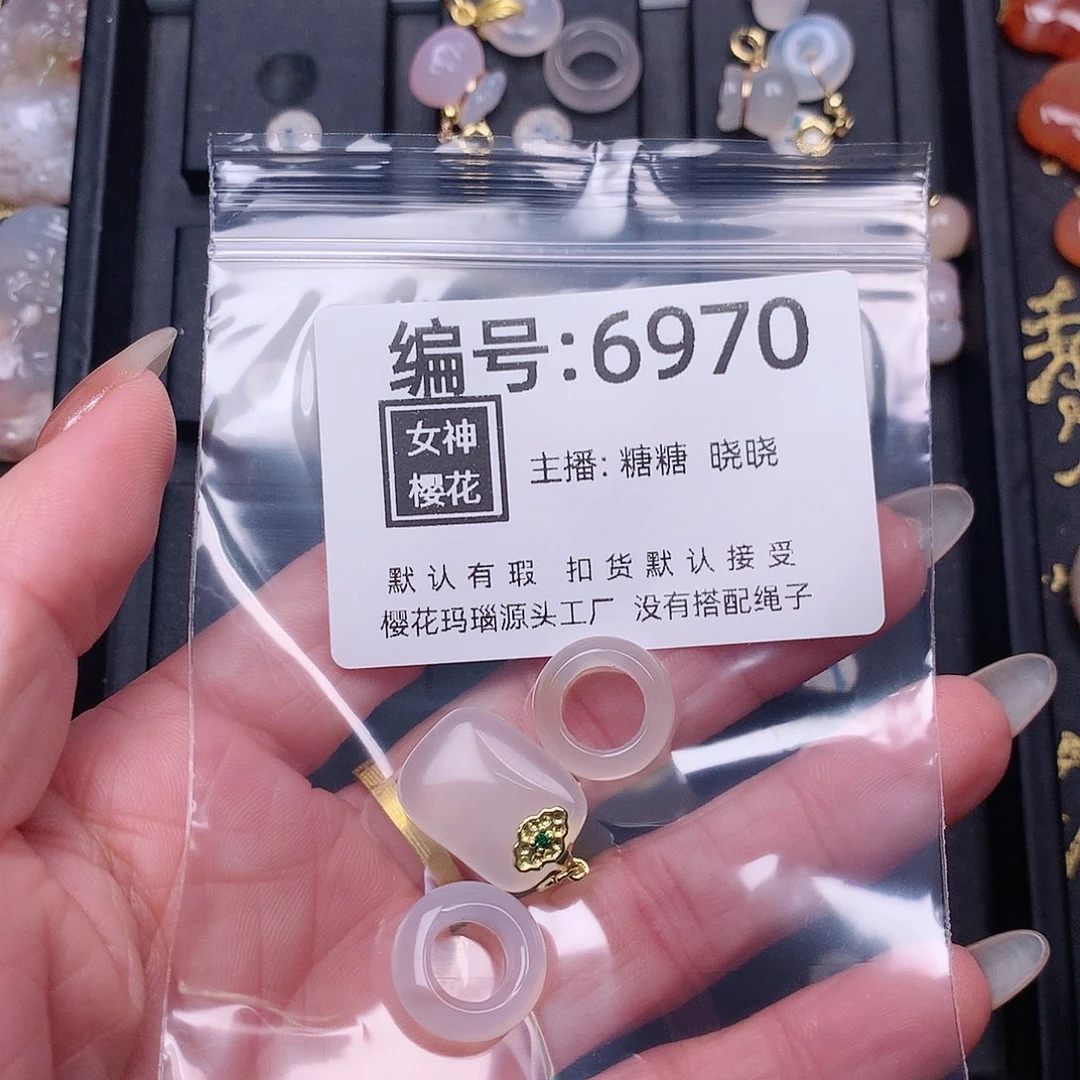 编号:6970
女神
樱花
主播: 糖糖 晓晓
默认有瑕 扣货默认接受
樱花玛瑙源头工厂 没有搭配绳子